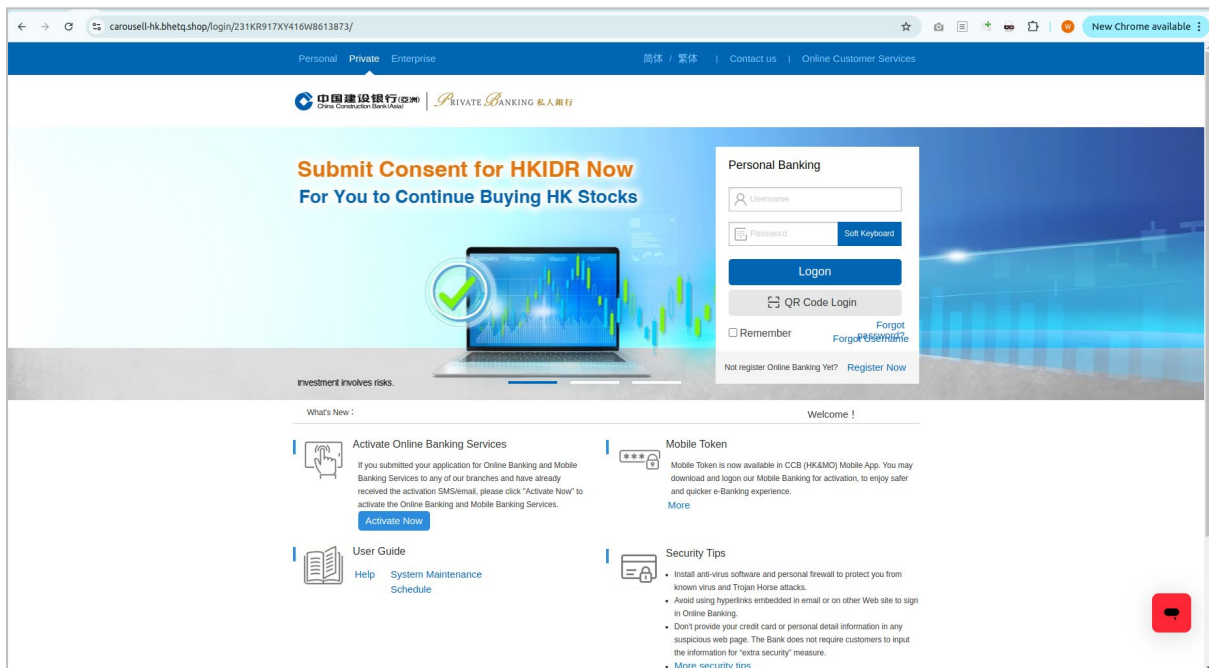 carousell-hk.bhetq.shop/login/231KR917XY416W8613873/
W
New Chrome available
Personal Private Enterprise
简体 / 繁体 | Contact us | Online Customer Services
中国建设银行(亞洲)
China Construction Bank (Asia)
PRIVATE BANKING 私人銀行
Submit Consent for HKIDR Now
For You to Continue Buying HK Stocks
January February March April
Investment involves risks.
Personal Banking
Username
Password
Soft Keyboard
Logon
QR Code Login
Remember
Forgot password?
Forgot Username
Not register Online Banking Yet? Register Now
What's New :
Welcome !
Activate Online Banking Services
If you submitted your application for Online Banking and Mobile
Banking Services to any of our branches and have already
received the activation SMS/email, please click "Activate Now" to
activate the Online Banking and Mobile Banking Services.
Activate Now
Mobile Token
Mobile Token is now available in CCB (HK&MO) Mobile App. You may
download and logon our Mobile Banking for activation, to enjoy safer
and quicker e-Banking experience.
More
User Guide
Help System Maintenance
Schedule
Security Tips
• Install anti-virus software and personal firewall to protect you from
known virus and Trojan Horse attacks.
• Avoid using hyperlinks embedded in email or on other Web site to sign
in Online Banking.
• Don't provide your credit card or personal detail information in any
suspicious web page. The Bank does not require customers to input
the information for "extra security" measure.
• More security tips